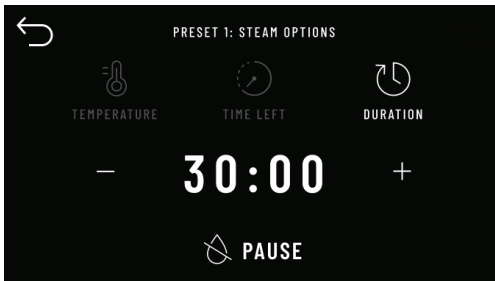 PRESET 1: STEAM OPTIONS
TEMPERATURE TIME LEFT DURATION
− 30:00 +
PAUSE